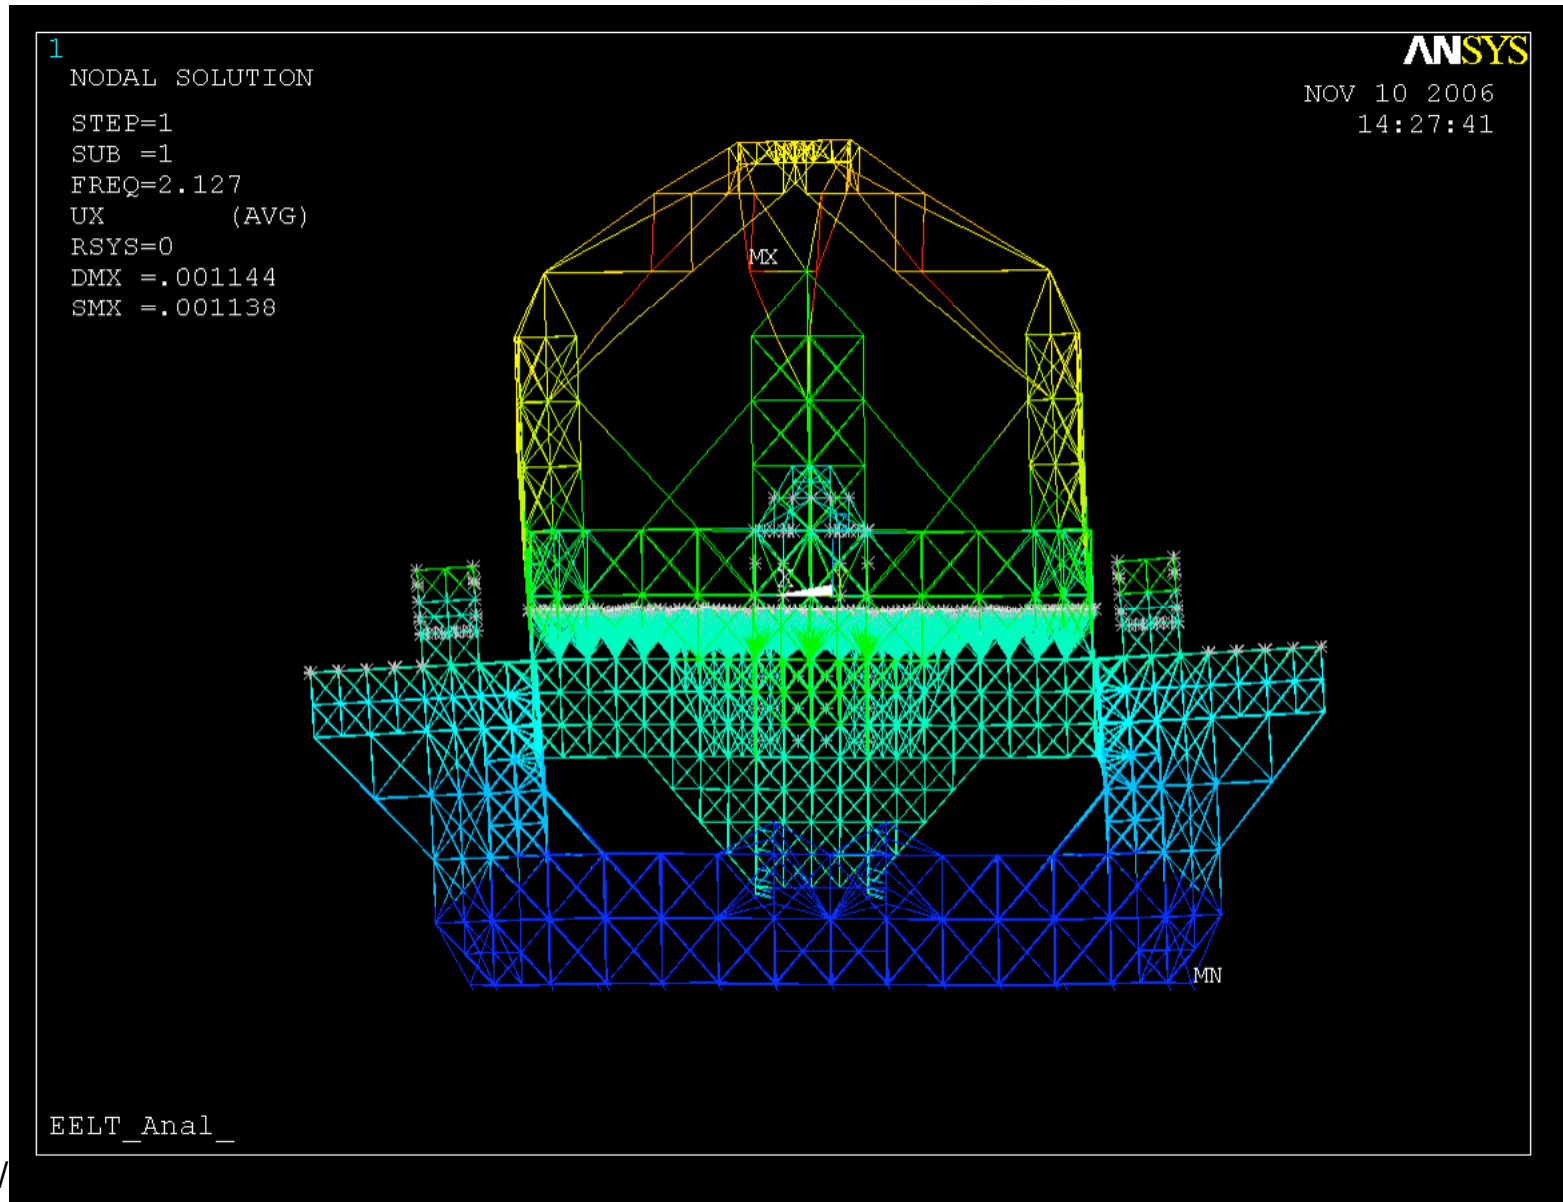 1
ANSYS
NODAL SOLUTION
NOV 10 2006
STEP=1
14:27:41
SUB =1
FREQ=2.127
UX (AVG)
RSYS=0
DMX =.001144
SMX =.001138
MX
MN
EELT_Anal_
/